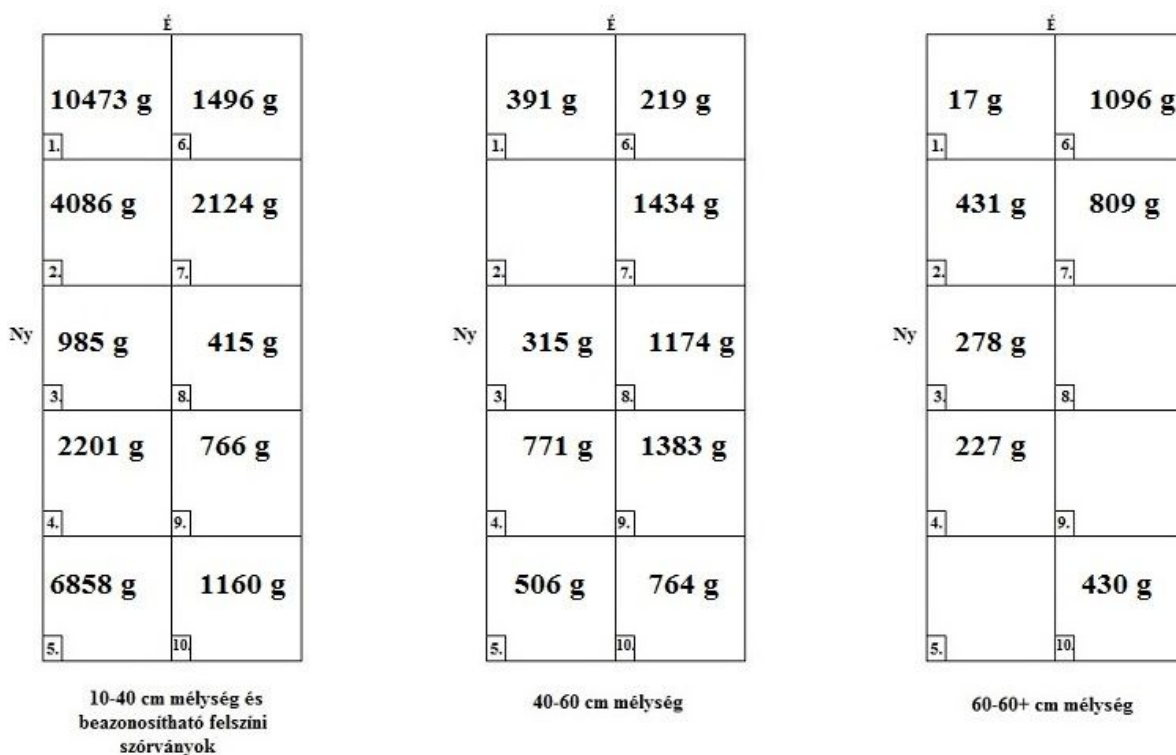 É
10473 g 1496 g
1. 6.
4086 g 2124 g
2. 7.
Ny
985 g 415 g
3. 8.
2201 g 766 g
4. 9.
6858 g 1160 g
5. 10.
10-40 cm mélység és
beazonosítható felszíni
szórványok
É
391 g 219 g
1. 6.
1434 g
2. 7.
Ny
315 g 1174 g
3. 8.
771 g 1383 g
4. 9.
506 g 764 g
5. 10.
40-60 cm mélység
É
17 g 1096 g
1. 6.
431 g 809 g
2. 7.
Ny
278 g
3. 8.
227 g
4. 9.
430 g
5. 10.
60-60+ cm mélység